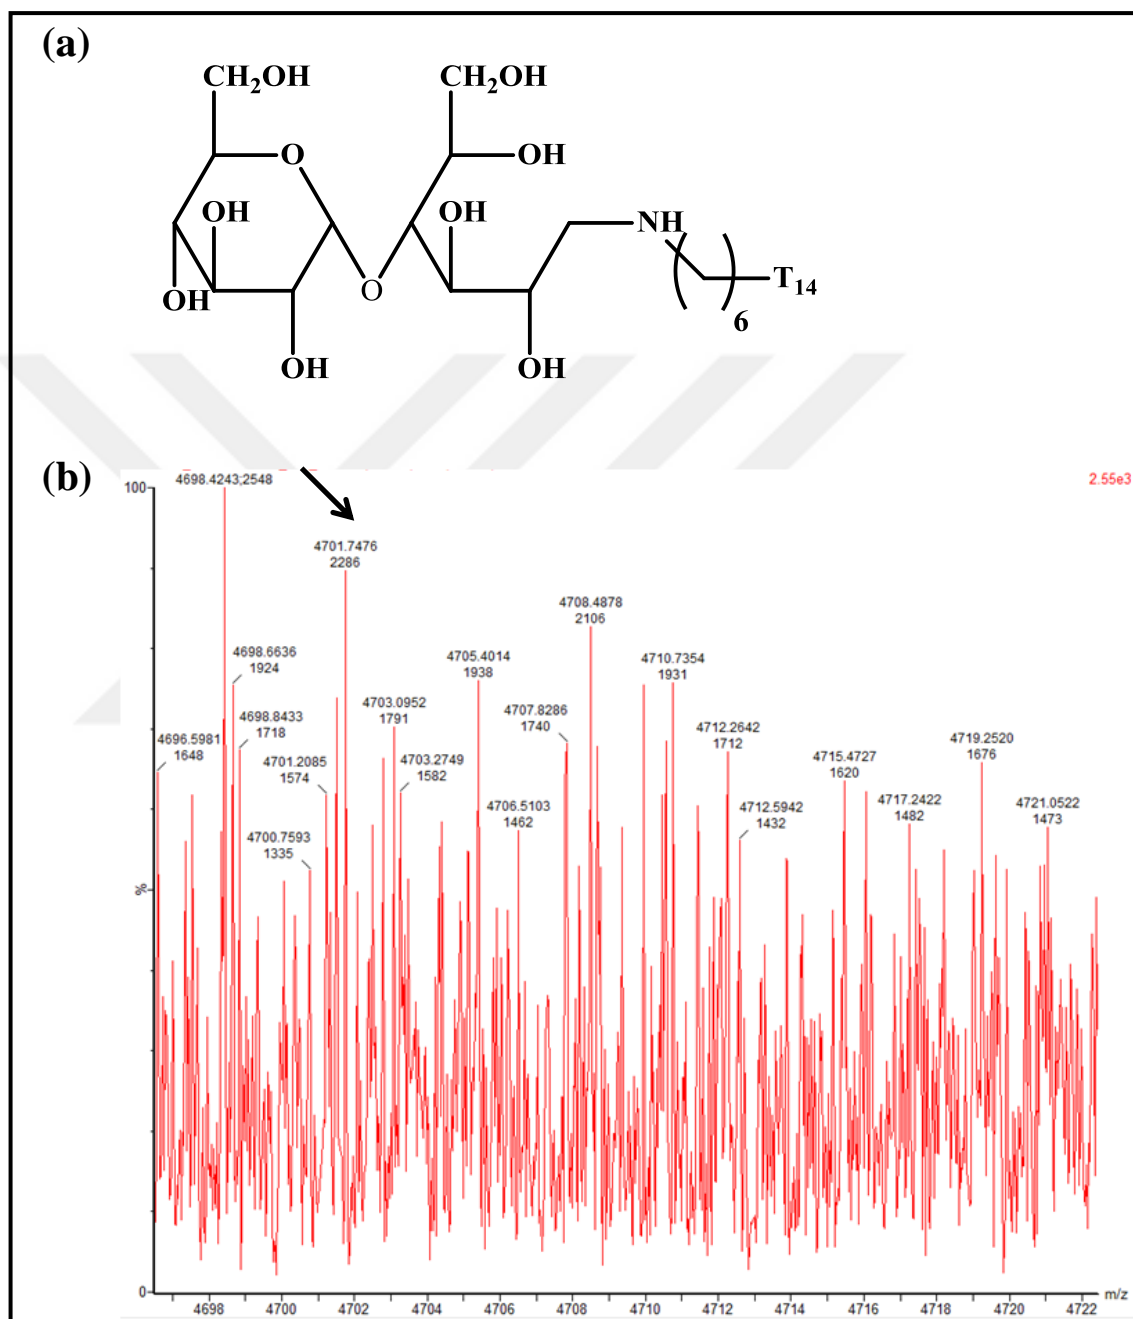 (a)
CH₂OH
CH₂OH
O
OH
OH
OH
NH
T₁₄
OH
O
6
OH
OH
(b)
4698.4243;2548
2.55e3
100
4701.7476
2286
4708.4878
2106
4698.6636
1924
4705.4014
1938
4710.7354
1931
4703.0952
1791
4707.8286
1740
4698.8433
1718
4712.2642
1712
4696.5981
1648
4719.2520
1676
4701.2085
1574
4703.2749
1582
4715.4727
1620
4706.5103
1462
4712.5942
1432
4717.2422
1482
4721.0522
1473
4700.7593
1335
%
0
4698 4700 4702 4704 4706 4708 4710 4712 4714 4716 4718 4720 4722 m/z